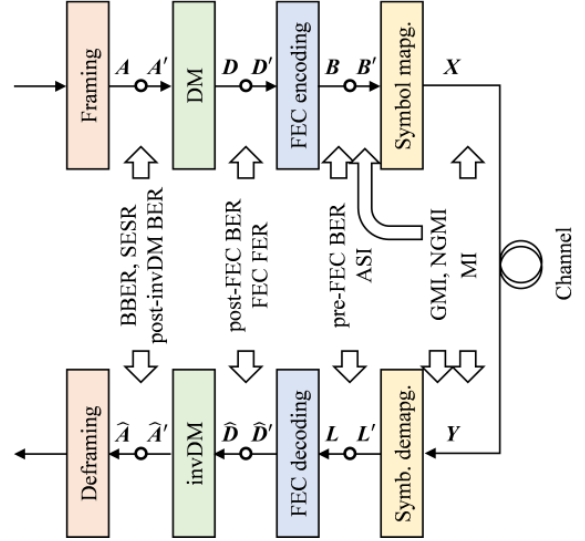 Framing
A A′
DM
D D′
FEC encoding
B B′
Symbol mapg.
X
BBER, SESR
post-invDM BER
post-FEC BER
FEC FER
pre-FEC BER
ASI
GMI, NGMI
MI
Channel
Deframing
Â Â′
invDM
D̂ D̂′
FEC decoding
L L′
Symb. demapg.
Y